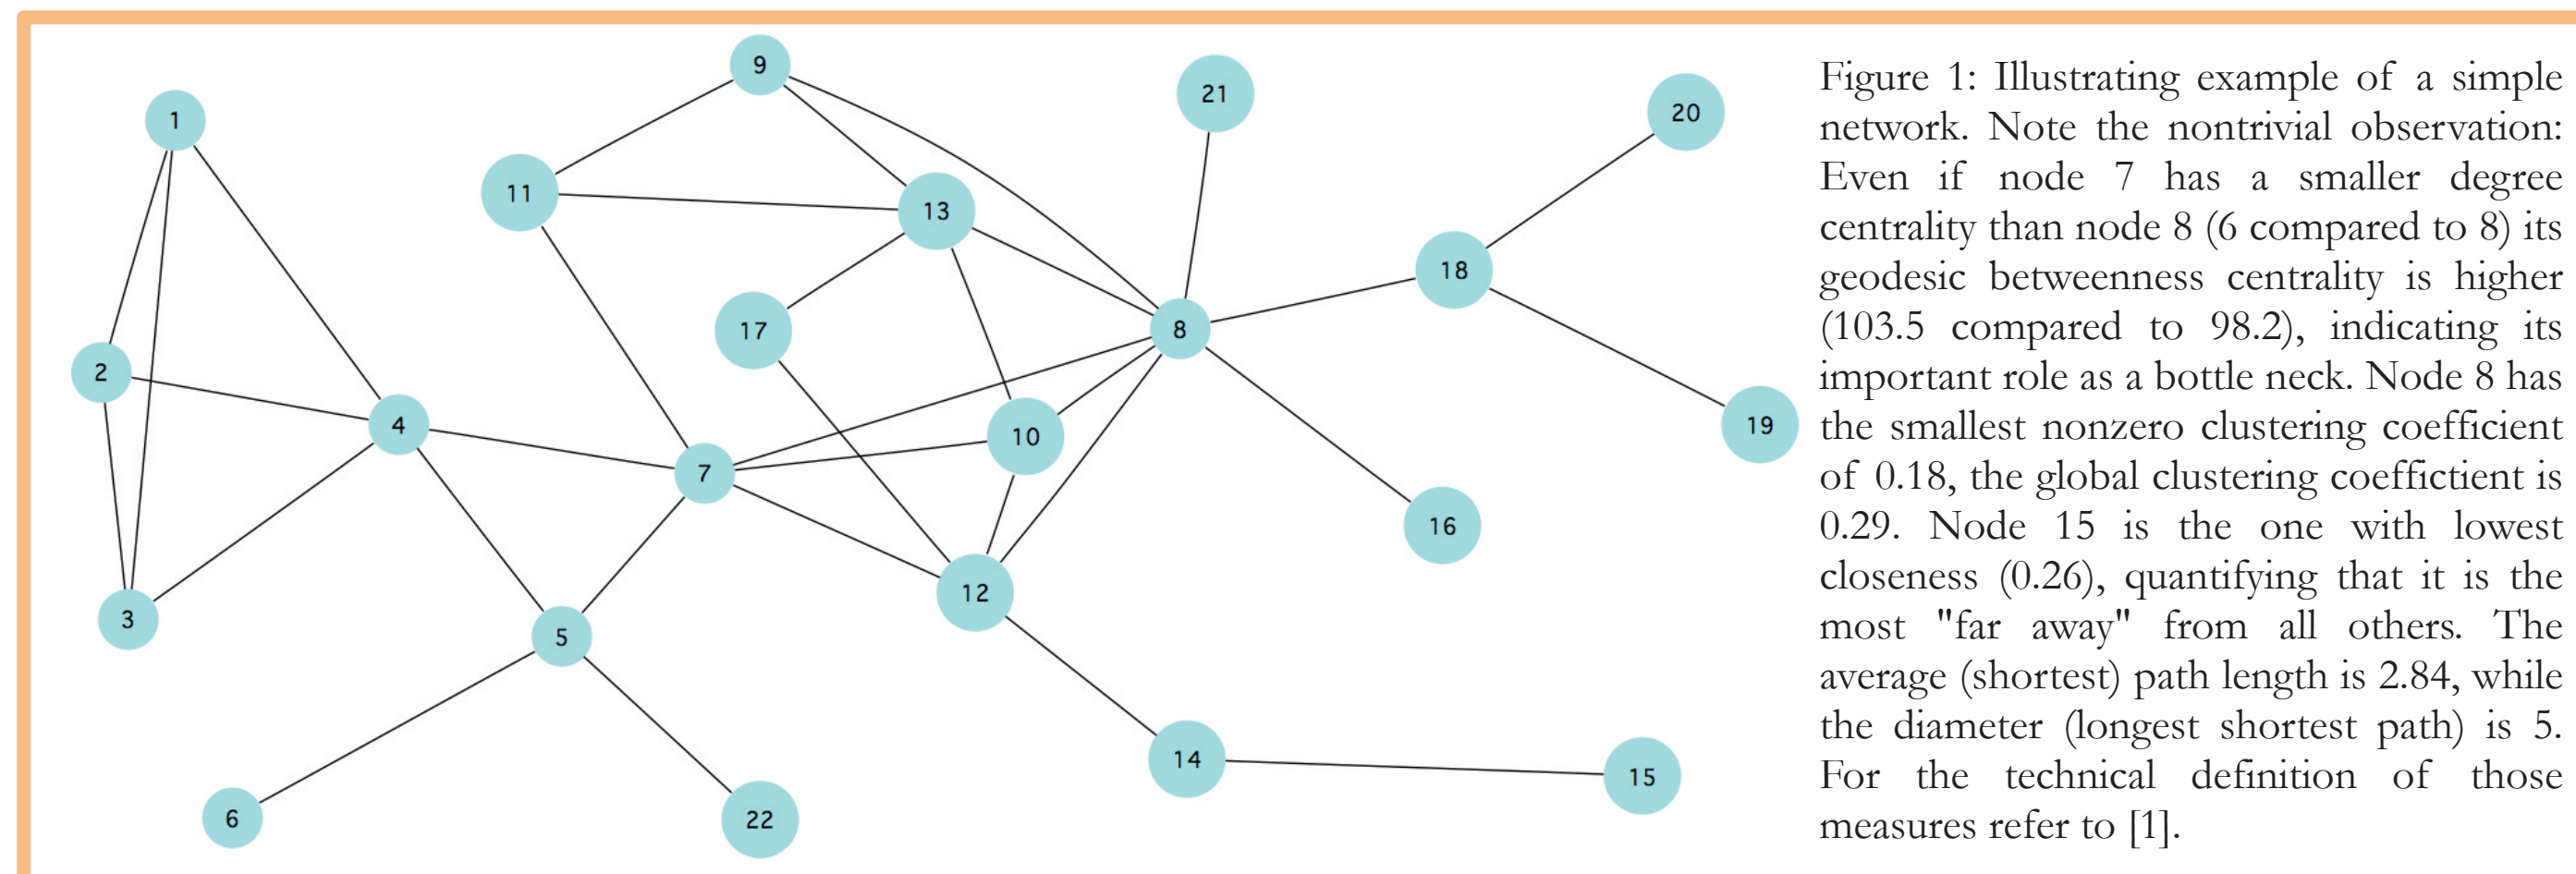 9
21
20
1
11
13
18
17
8
2
4
10
19
7
16
12
3
5
14
15
6
22
Figure 1: Illustrating example of a simple
network. Note the nontrivial observation:
Even if node 7 has a smaller degree
centrality than node 8 (6 compared to 8) its
geodesic betweenness centrality is higher
(103.5 compared to 98.2), indicating its
important role as a bottle neck. Node 8 has
the smallest nonzero clustering coefficient
of 0.18, the global clustering coeffictient is
0.29. Node 15 is the one with lowest
closeness (0.26), quantifying that it is the
most "far away" from all others. The
average (shortest) path length is 2.84, while
the diameter (longest shortest path) is 5.
For the technical definition of those
measures refer to [1].